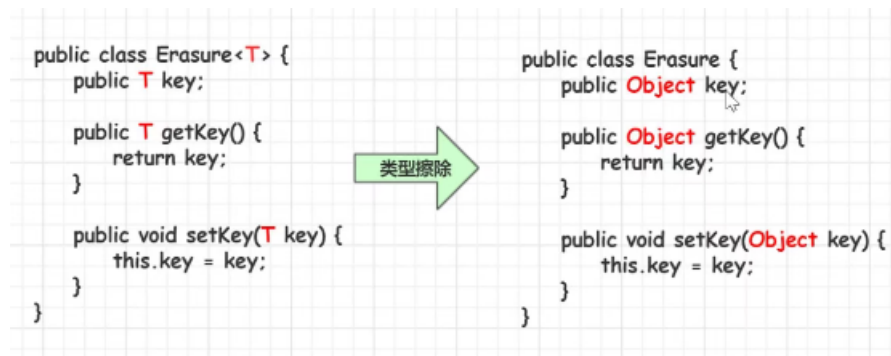 public class Erasure<T> {
public T key;
public T getKey() {
return key;
}
public void setKey(T key) {
this.key = key;
}
}
类型擦除
public class Erasure {
public Object key;
public Object getKey() {
return key;
}
public void setKey(Object key) {
this.key = key;
}
}